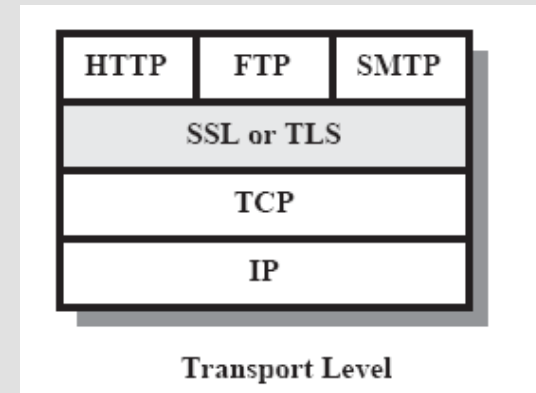 HTTP FTP SMTP
SSL or TLS
TCP
IP
Transport Level